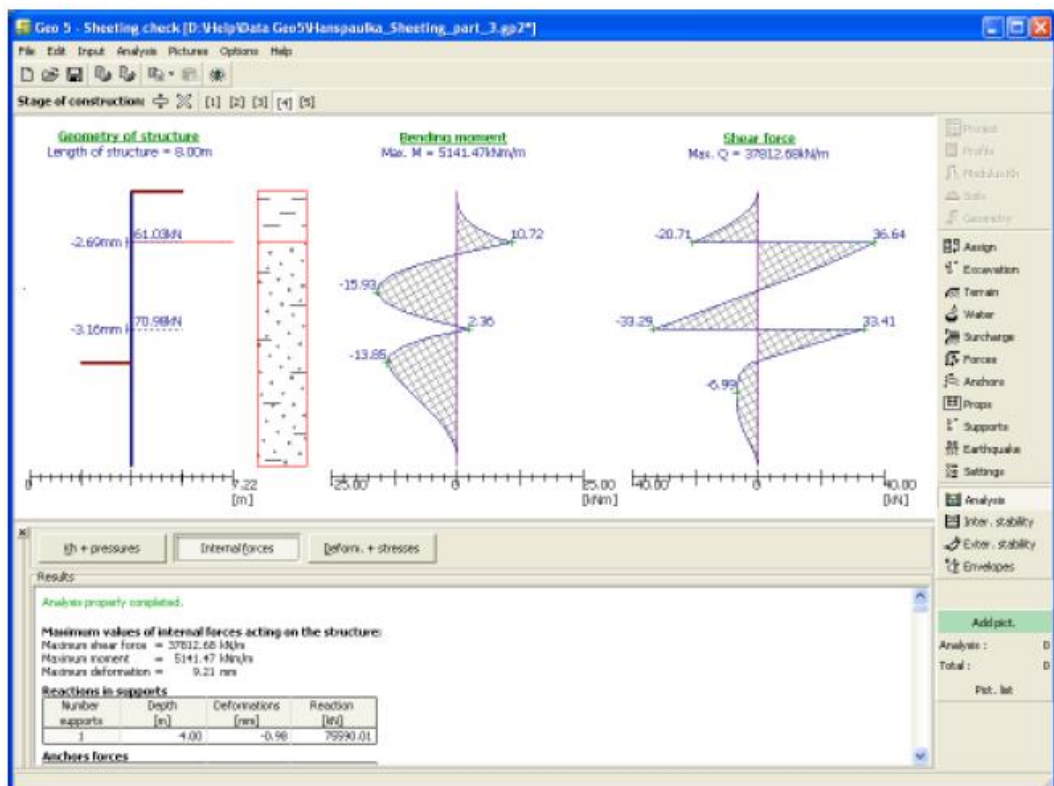 Geo 5 - Sheeting check [D:\Help\Data Geo5\Hanspaulka_Sheeting_part_3.gp2*]
File Edit Input Analysis Pictures Options Help
Stage of construction: [1] [2] [3] [4] [5]
Geometry of structure
Length of structure = 8.00m
Bending moment
Max. M = 5141.47kNm/m
Shear force
Max. Q = 37812.68kN/m
-2.69mm 61.03kN
-3.16mm 70.98kN
10.72
-15.93
2.36
-13.85
-20.71 36.64
-33.29 33.41
-6.99
0 7.22
[m]
-25.00 0 25.00
[kNm]
-40.00 0 40.00
[kN]
Project
Profile
Modulus Kh
Soils
Geometry
Assign
Excavation
Terrain
Water
Surcharge
Forces
Anchors
Props
Supports
Earthquake
Settings
Analysis
Inter. stability
Exter. stability
Envelopes
Add pict.
Analysis : 0
Total : 0
Pict. list
Kh + pressures Internal forces Deform. + stresses
Results
Analysis properly completed.
Maximum values of internal forces acting on the structure:
Maximum shear force = 37812.68 kN/m
Maximum moment = 5141.47 kNm/m
Maximum deformation = 9.21 mm
Reactions in supports
Number Depth Deformations Reaction
supports [m] [mm] [kN]
1 4.00 -0.98 75590.01
Anchors forces